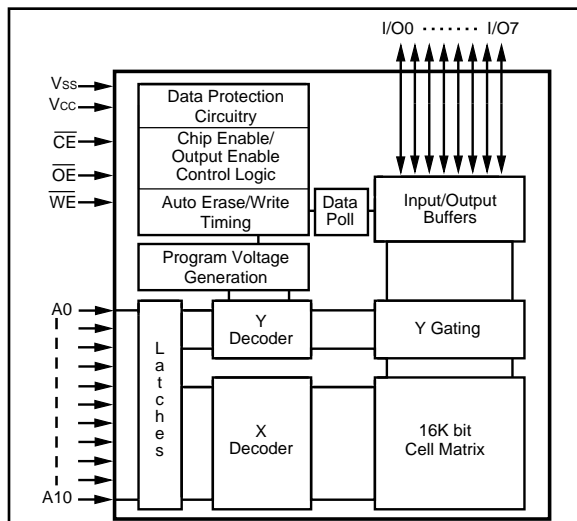 I/O0 ........ I/O7
VSS
VCC
CE
OE
WE
Data Protection
Circuitry
Chip Enable/
Output Enable
Control Logic
Auto Erase/Write
Timing
Data
Poll
Input/Output
Buffers
Program Voltage
Generation
A0
A10
Latches
Y
Decoder
Y Gating
X
Decoder
16K bit
Cell Matrix